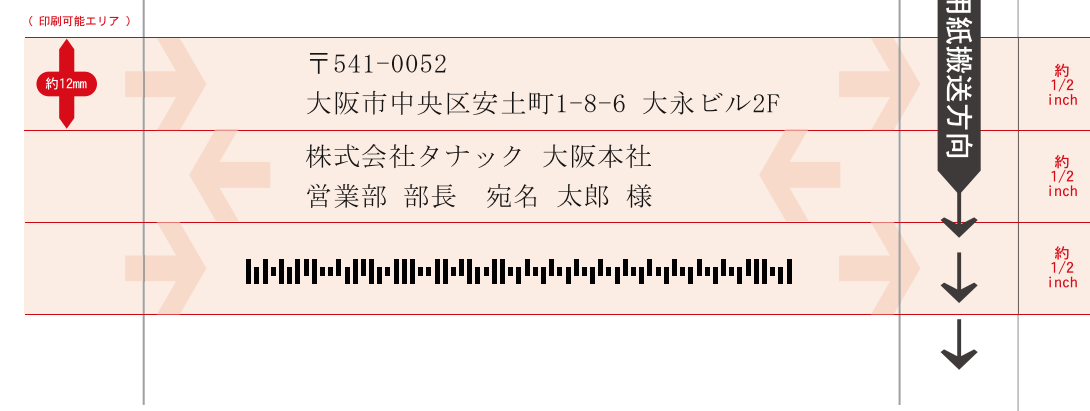 （ 印刷可能エリア ）
用紙搬送方向
約12mm
〒541-0052
大阪市中央区安土町1-8-6 大永ビル2F
約
1/2
inch
株式会社タナック 大阪本社
営業部 部長　宛名 太郎 様
約
1/2
inch
約
1/2
inch